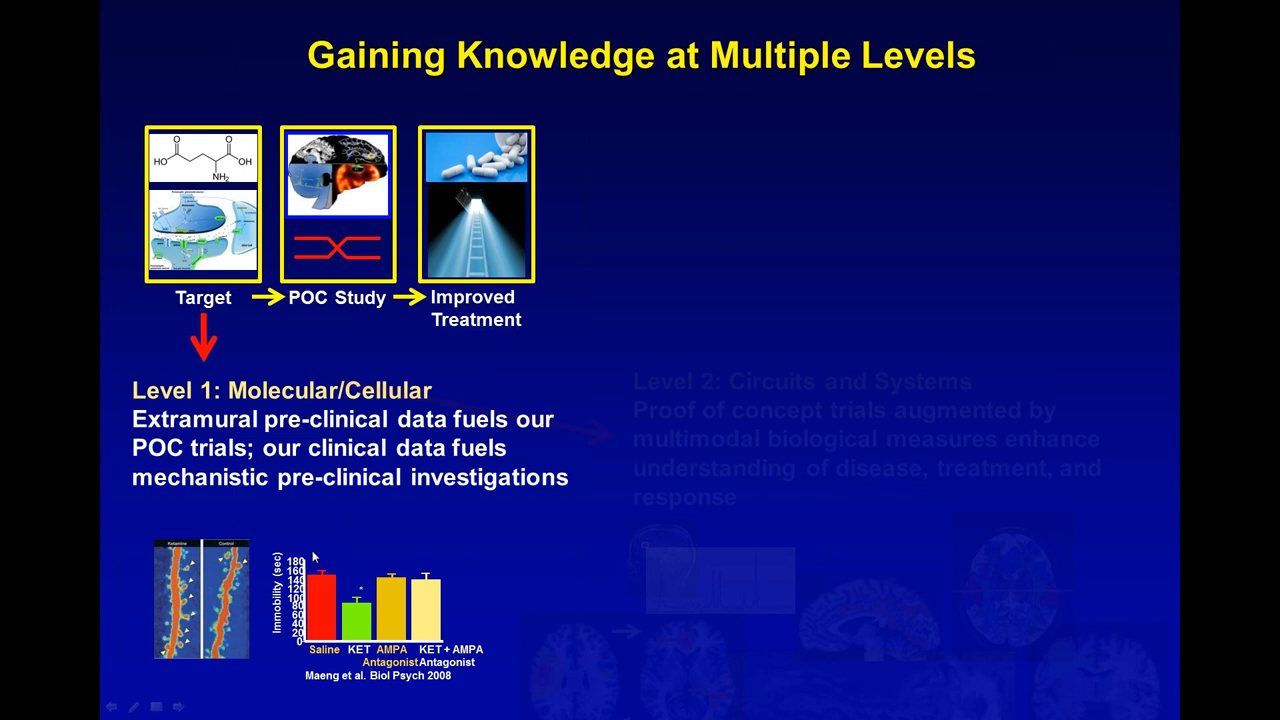 Gaining Knowledge at Multiple Levels
HO
O
O
OH
NH2
Target
POC Study
Improved
Treatment
Level 1: Molecular/Cellular
Extramural pre-clinical data fuels our
POC trials; our clinical data fuels
mechanistic pre-clinical investigations
Level 2: Circuits and Systems
Proof of concept trials augmented by
multimodal biological measures enhance
understanding of disease, treatment, and
response
Ketamine
Control
Immobility (sec)
180
160
140
120
100
80
60
40
20
0
*
Saline KET AMPA KET + AMPA
Antagonist Antagonist
Maeng et al. Biol Psych 2008